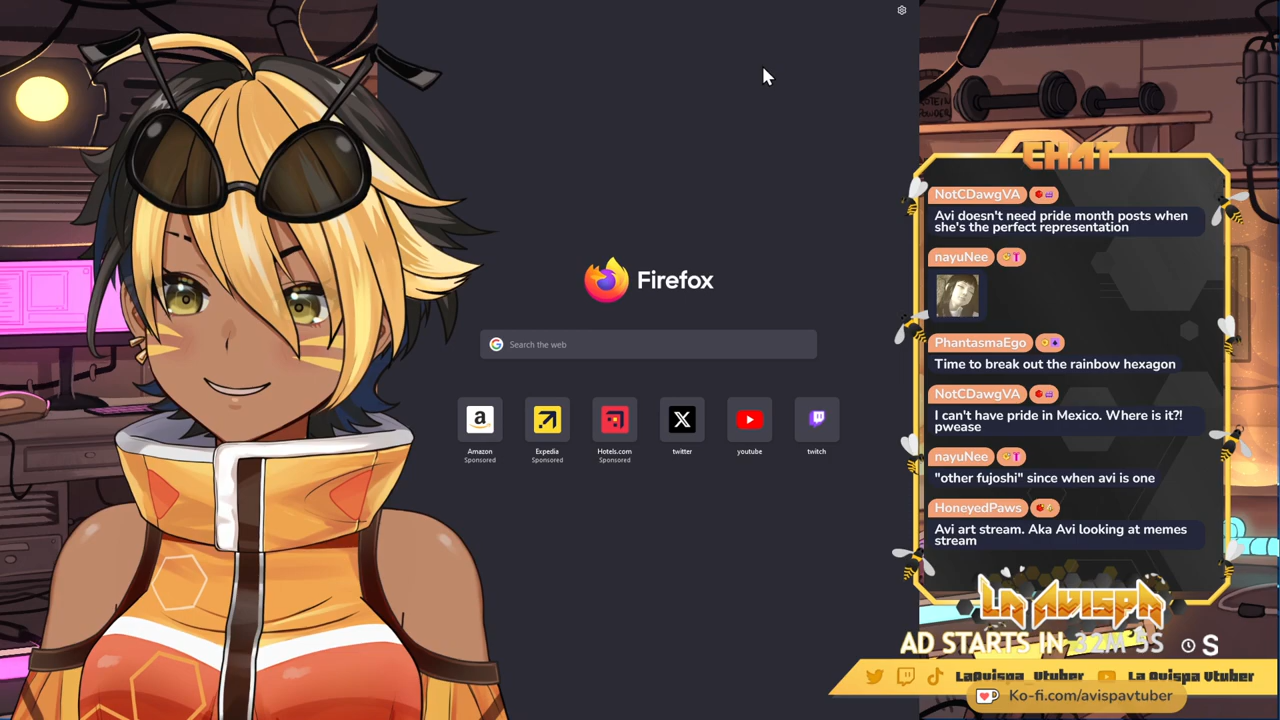 Firefox
Search the web
Amazon
Sponsored
Expedia
Sponsored
Hotels.com
Sponsored
twitter
youtube
twitch
PROTEIN
POWDER
CHAT
NotCDawgVA
Avi doesn't need pride month posts when
she's the perfect representation
nayuNee
PhantasmaEgo
Time to break out the rainbow hexagon
NotCDawgVA
I can't have pride in Mexico. Where is it?!
pwease
nayuNee
"other fujoshi" since when avi is one
HoneyedPaws
Avi art stream. Aka Avi looking at memes
stream
LA AVISPA
AD STARTS IN 32M 5S S
LaAvispa_Vtuber La Avispa Vtuber
Ko-fi.com/avispavtuber